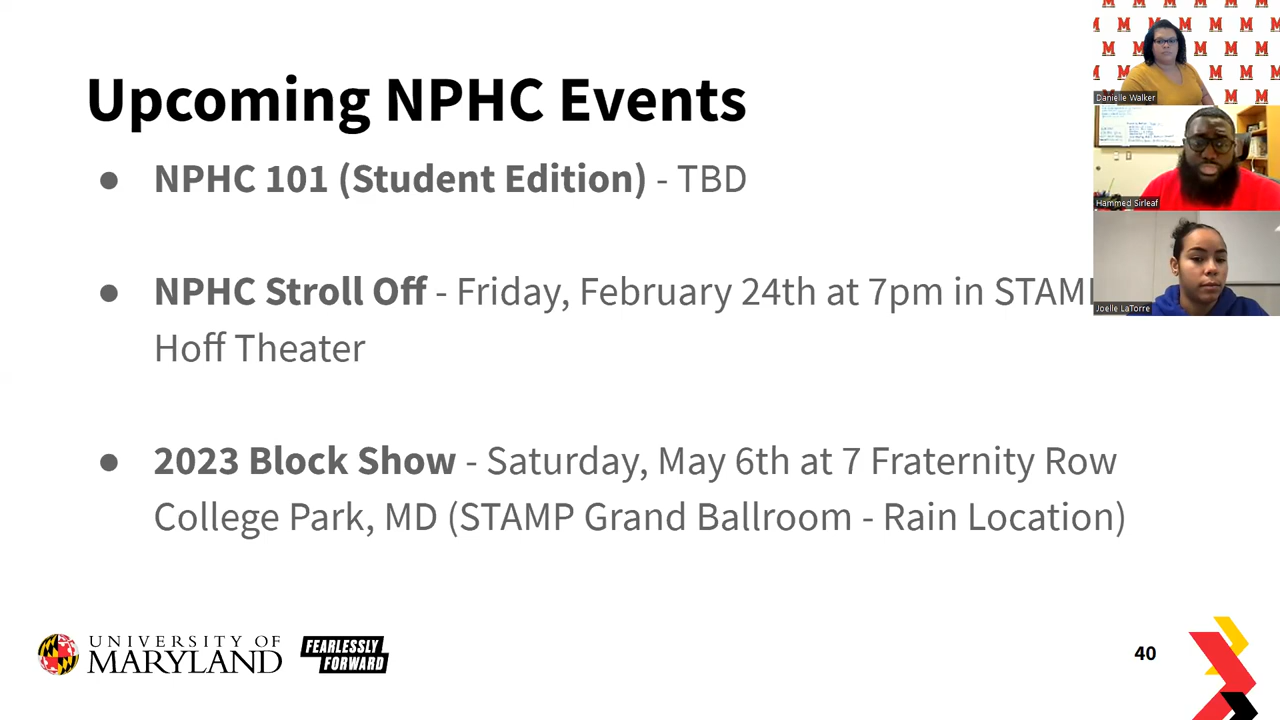 Upcoming NPHC Events
● NPHC 101 (Student Edition) - TBD
● NPHC Stroll Off - Friday, February 24th at 7pm in
Hoff Theater
● 2023 Block Show - Saturday, May 6th at 7 Fraternity Row
College Park, MD (STAMP Grand Ballroom - Rain Location)
Danielle Walker
Hammed Sirleaf
Joelle LaTorre
UNIVERSITY OF
MARYLAND
FEARLESSLY
FORWARD
40